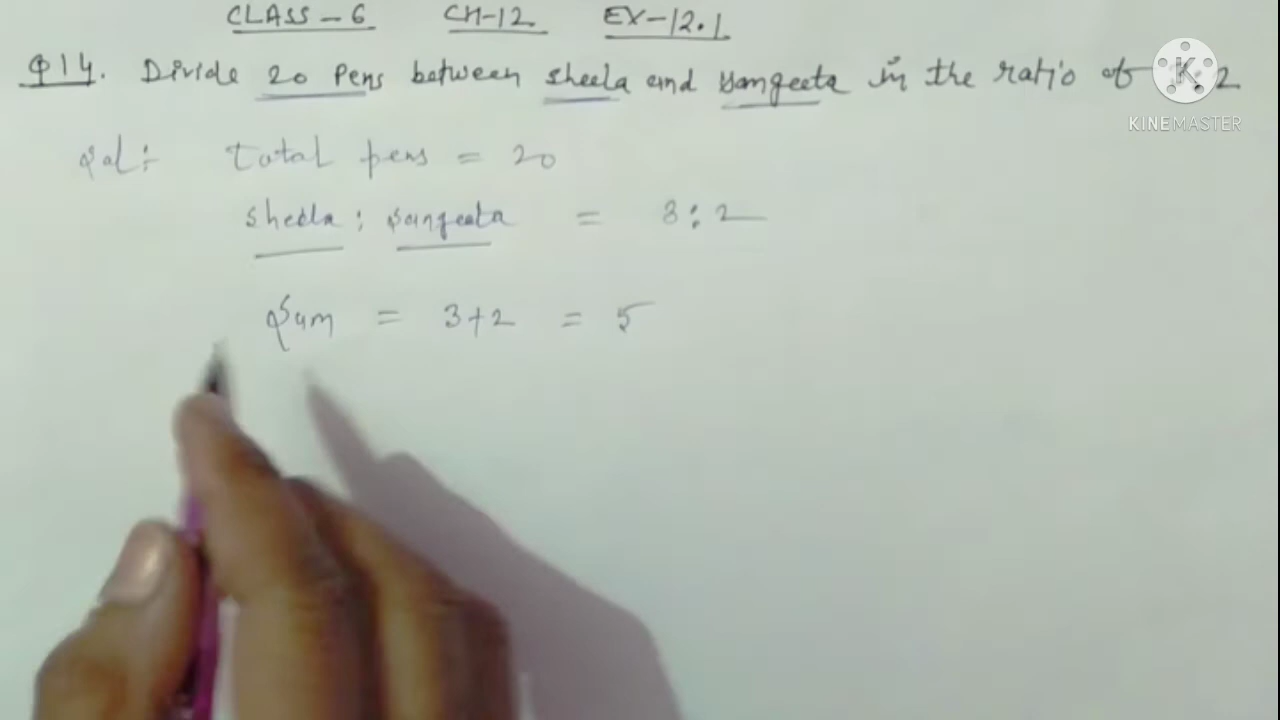 CLASS - 6 CH-12 EX-12.1
Q14. Divide 20 Pens between Sheela and Sangeeta in the ratio of 2
K
KINEMASTER
Sol: Total pens = 20
Sheela : Sangeeta = 3:2
Sum = 3+2 = 5